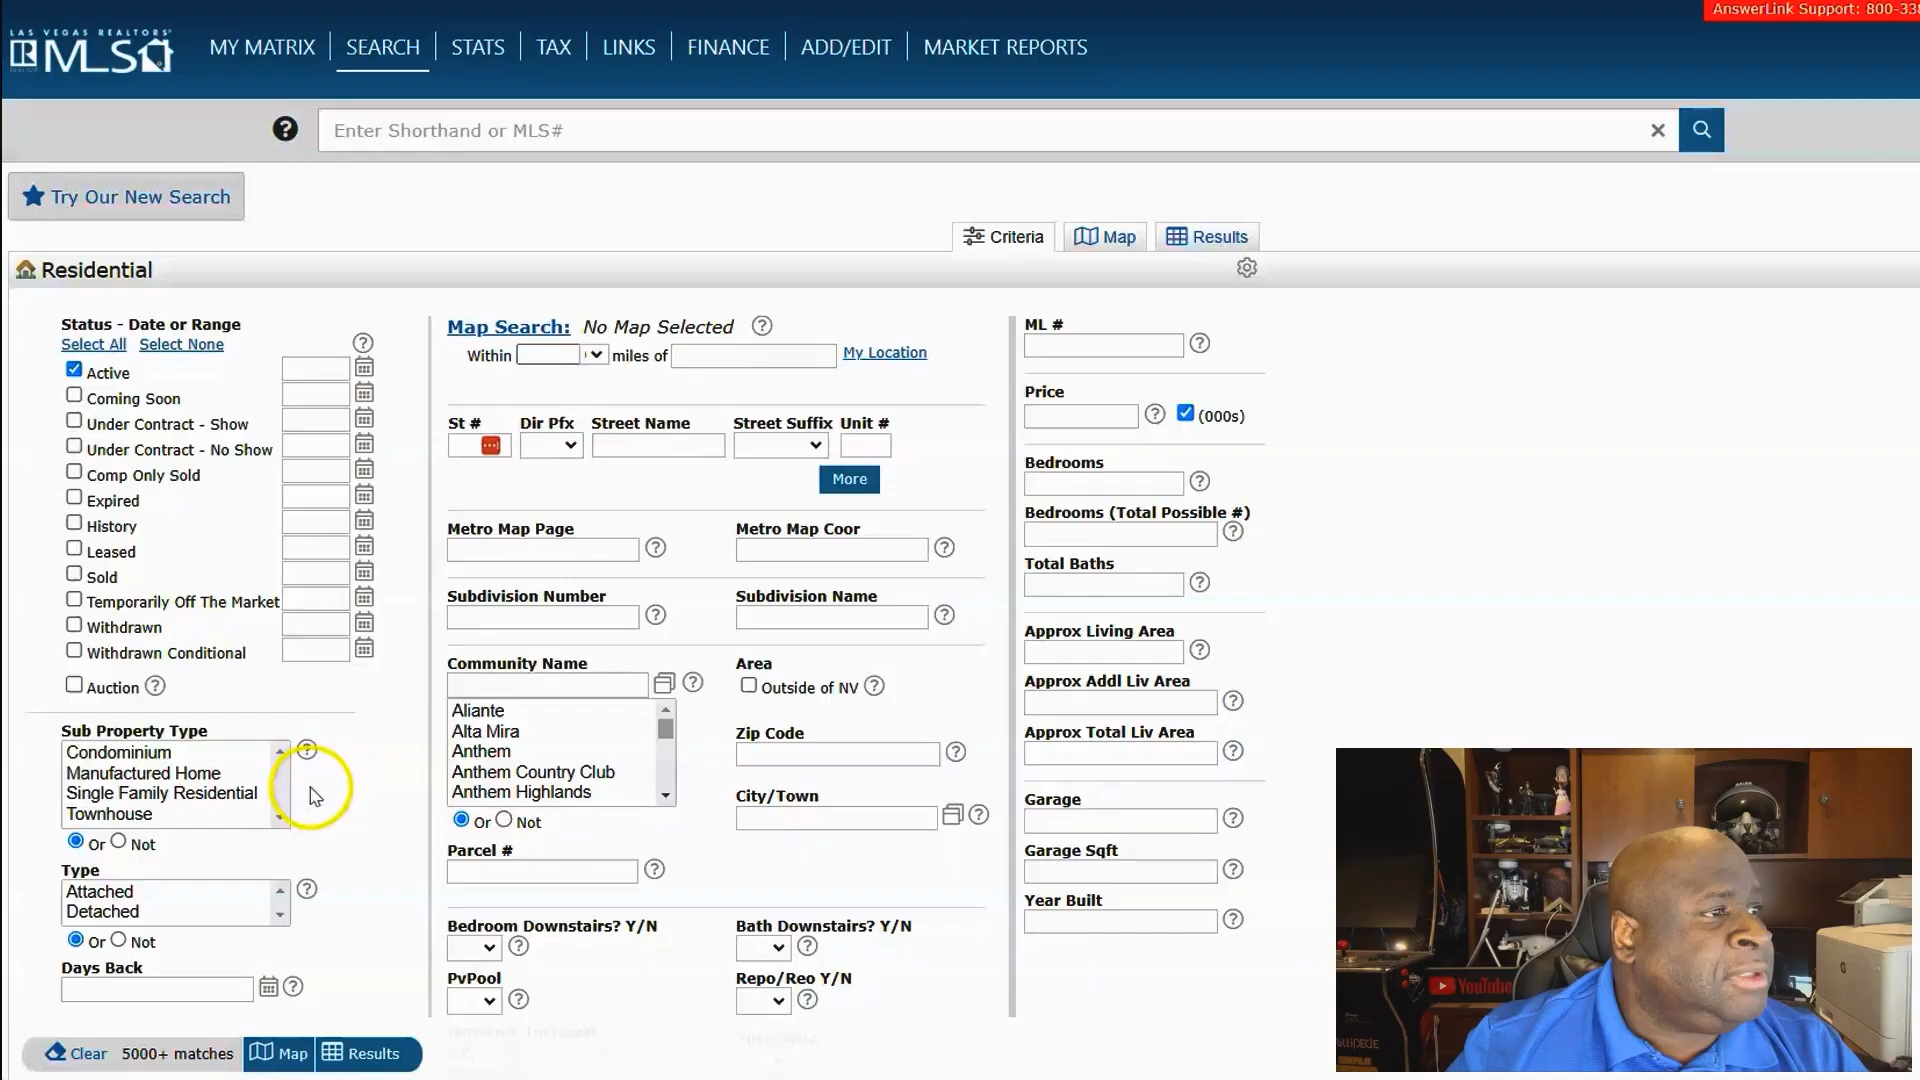 AnswerLink Support: 800-33
LAS VEGAS REALTORS
MLS
MY MATRIX
SEARCH
STATS
TAX
LINKS
FINANCE
ADD/EDIT
MARKET REPORTS
Enter Shorthand or MLS#
Try Our New Search
Criteria
Map
Results
Residential
Status - Date or Range
Select All Select None
Active
Coming Soon
Under Contract - Show
Under Contract - No Show
Comp Only Sold
Expired
History
Leased
Sold
Temporarily Off The Market
Withdrawn
Withdrawn Conditional
Auction
Sub Property Type
Condominium
Manufactured Home
Single Family Residential
Townhouse
Or Not
Type
Attached
Detached
Or Not
Days Back
Clear 5000+ matches Map Results
Map Search: No Map Selected
Within miles of My Location
St # Dir Pfx Street Name Street Suffix Unit #
More
Metro Map Page Metro Map Coor
Subdivision Number Subdivision Name
Community Name
Aliante
Alta Mira
Anthem
Anthem Country Club
Anthem Highlands
Or Not
Area
Outside of NV
Zip Code
City/Town
Parcel #
Bedroom Downstairs? Y/N Bath Downstairs? Y/N
PvPool Repo/Reo Y/N
ML #
Price
(000s)
Bedrooms
Bedrooms (Total Possible #)
Total Baths
Approx Living Area
Approx Addl Liv Area
Approx Total Liv Area
Garage
Garage Sqft
Year Built
YouTube